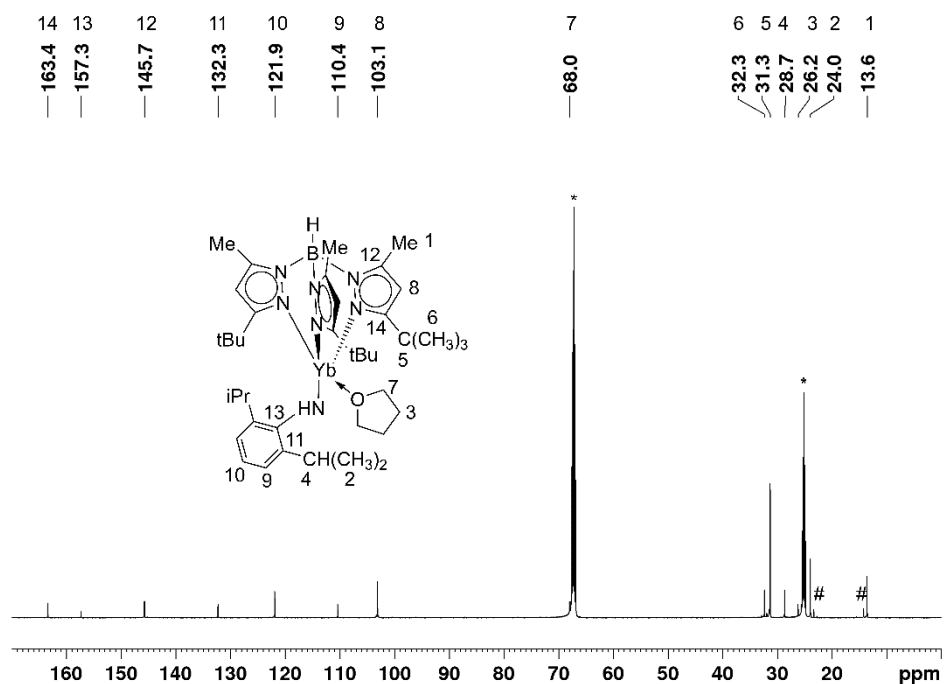 14 13 12 11 10 9 8 7 6 5 4 3 2 1
163.4 157.3 145.7 132.3 121.9 110.4 103.1 68.0 32.3 31.3 28.7 26.2 24.0 13.6
*
H
Me B Me Me 1
12
N N N
8
N N N
14 6
tBu tBu C(CH3)3
5
Yb
7
iPr HN O
13 3
11
CH(CH3)2
10 9 4 2
*
# #
160 150 140 130 120 110 100 90 80 70 60 50 40 30 20 ppm